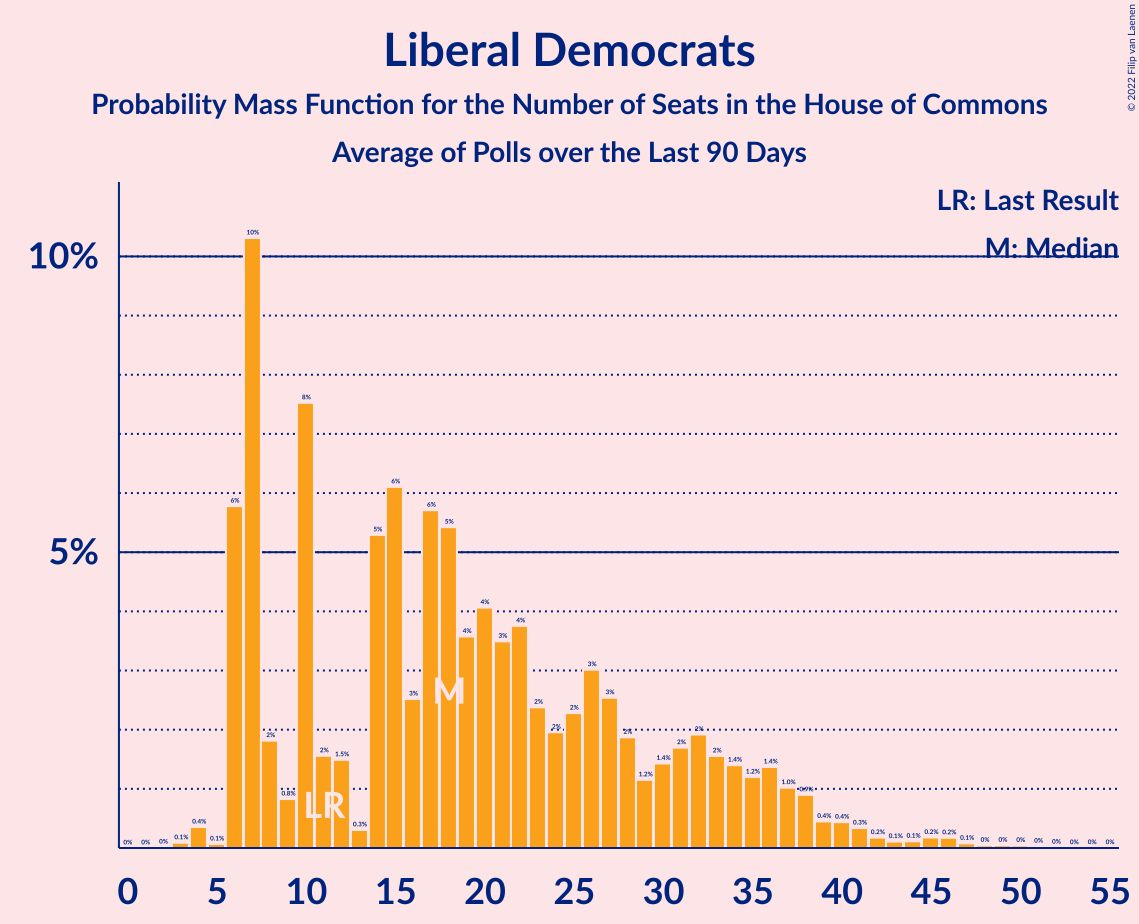 © 2022 Filip van Laenen
Liberal Democrats
Probability Mass Function for the Number of Seats in the House of Commons
Average of Polls over the Last 90 Days
LR: Last Result
M: Median
10%
5%
0% 0% 0% 0.1% 0.4% 0.1% 6% 10% 2% 0.8% 8% 2% 1.5% 0.3% 5% 6% 3% 6% 5% 4% 4% 3% 4% 2% 2% 2% 3% 3% 2% 1.2% 1.4% 2% 2% 2% 1.4% 1.2% 1.4% 1.0% 0.9% 0.4% 0.4% 0.3% 0.2% 0.1% 0.1% 0.2% 0.2% 0.1% 0% 0% 0% 0% 0% 0% 0% 0%
M
LR
0 5 10 15 20 25 30 35 40 45 50 55